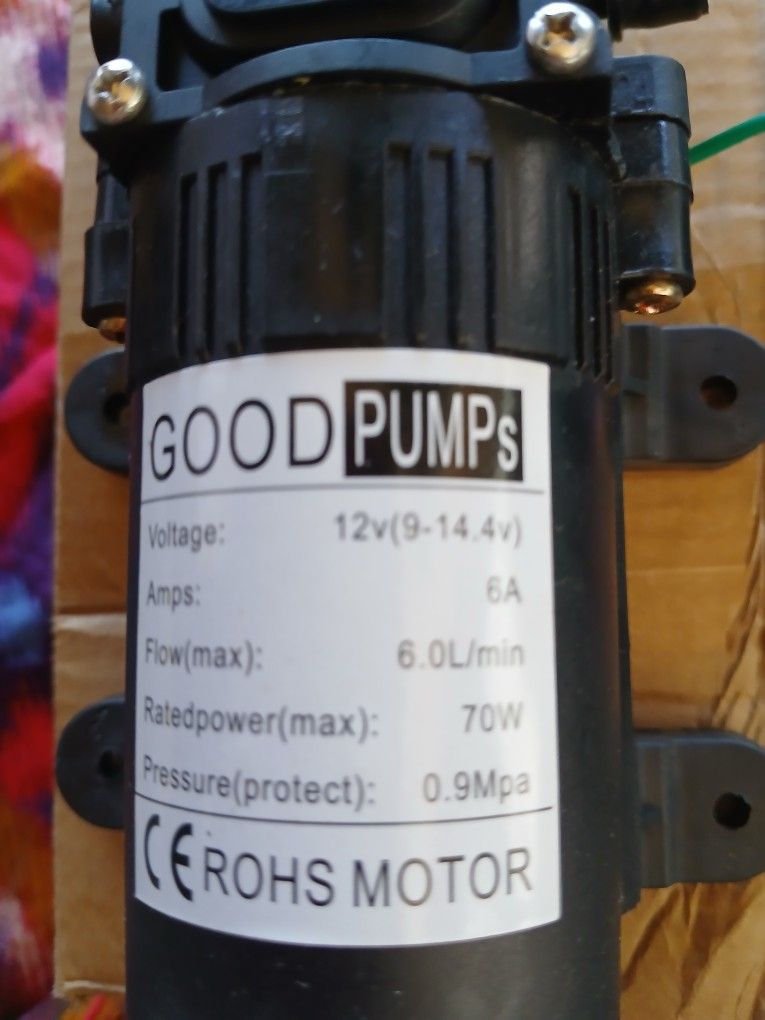 GOOD PUMPs
Voltage: 12v(9-14.4v)
Amps: 6A
Flow(max): 6.0L/min
Ratedpower(max): 70W
Pressure(protect): 0.9Mpa
CE ROHS MOTOR